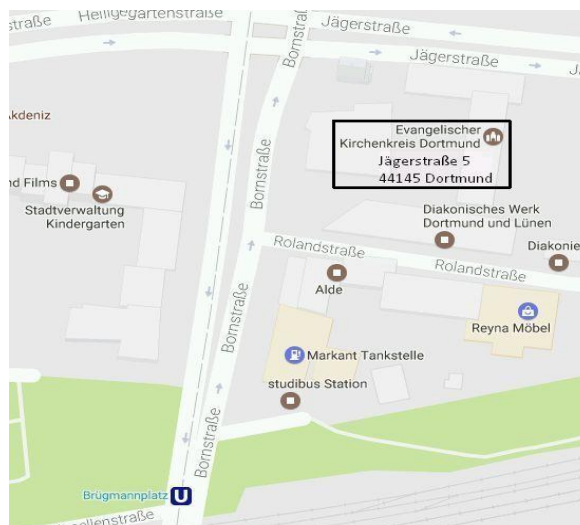 Heiligegartenstraße
Bornstraße
Jägerstraße
Jägerstraße
Akdeniz
Evangelischer
Kirchenkreis Dortmund
Jägerstraße 5
44145 Dortmund
nd Films
Stadtverwaltung
Kindergarten
Bornstraße
Diakonisches Werk
Dortmund und Lünen
Rolandstraße
Diakonie
Rolandstraße
Alde
Reyna Möbel
Bornstraße
Markant Tankstelle
studibus Station
Bornstraße
Brügmannplatz U